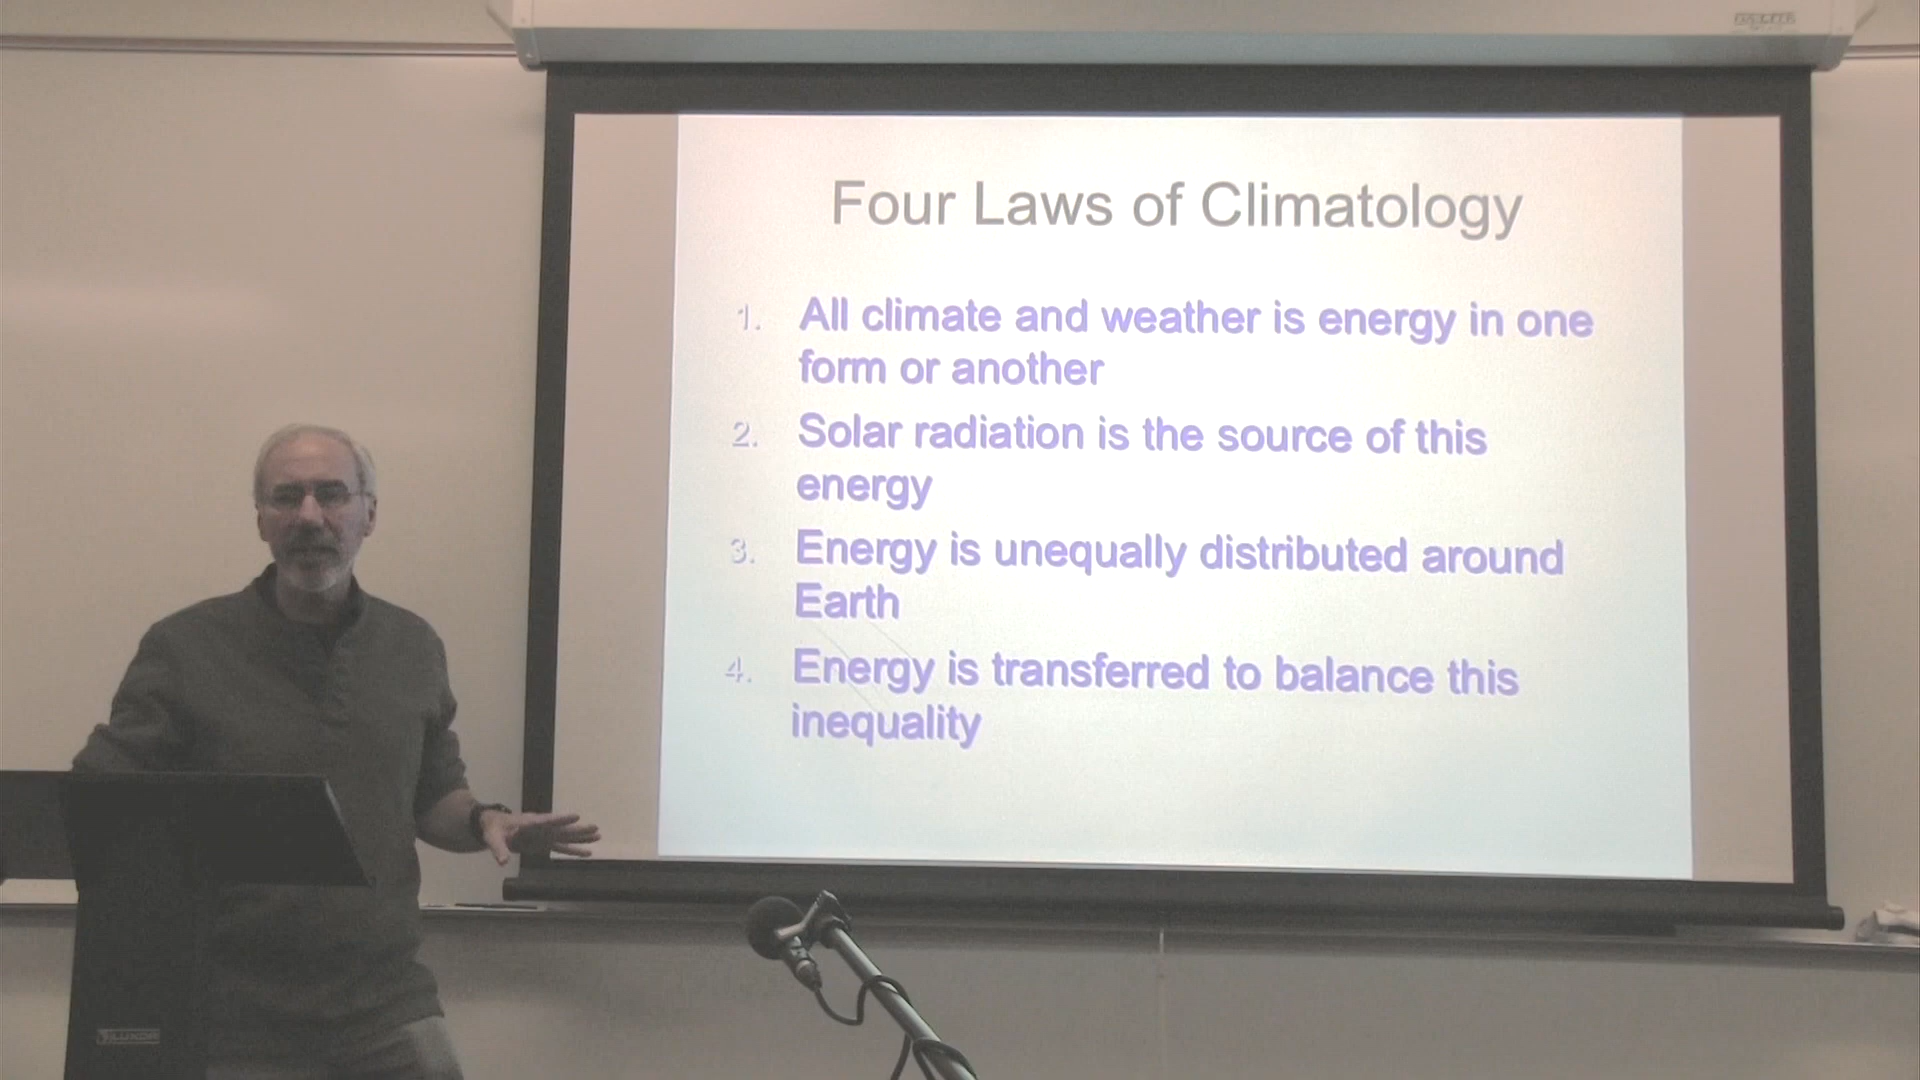 Four Laws of Climatology
1. All climate and weather is energy in one
form or another
2. Solar radiation is the source of this
energy
3. Energy is unequally distributed around
Earth
4. Energy is transferred to balance this
inequality
LUXOR